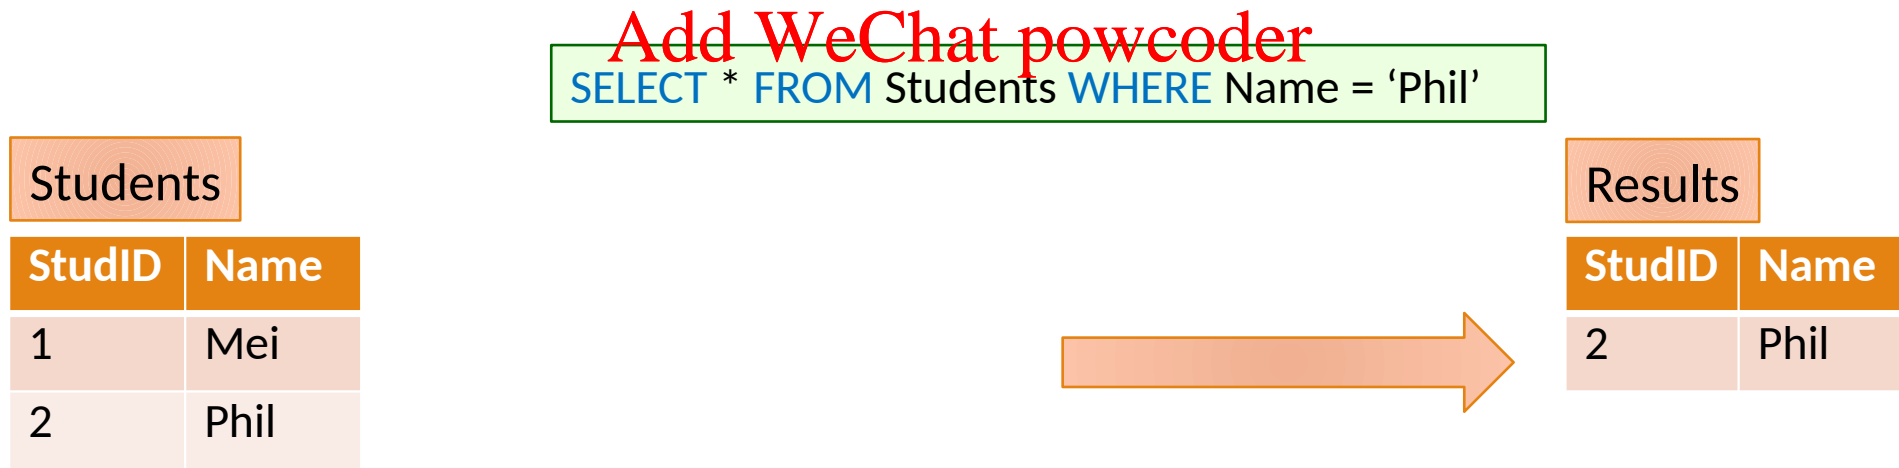 Add WeChat powcoder
SELECT * FROM Students WHERE Name = ‘Phil’
Students
StudID Name
1 Mei
2 Phil
Results
StudID Name
2 Phil